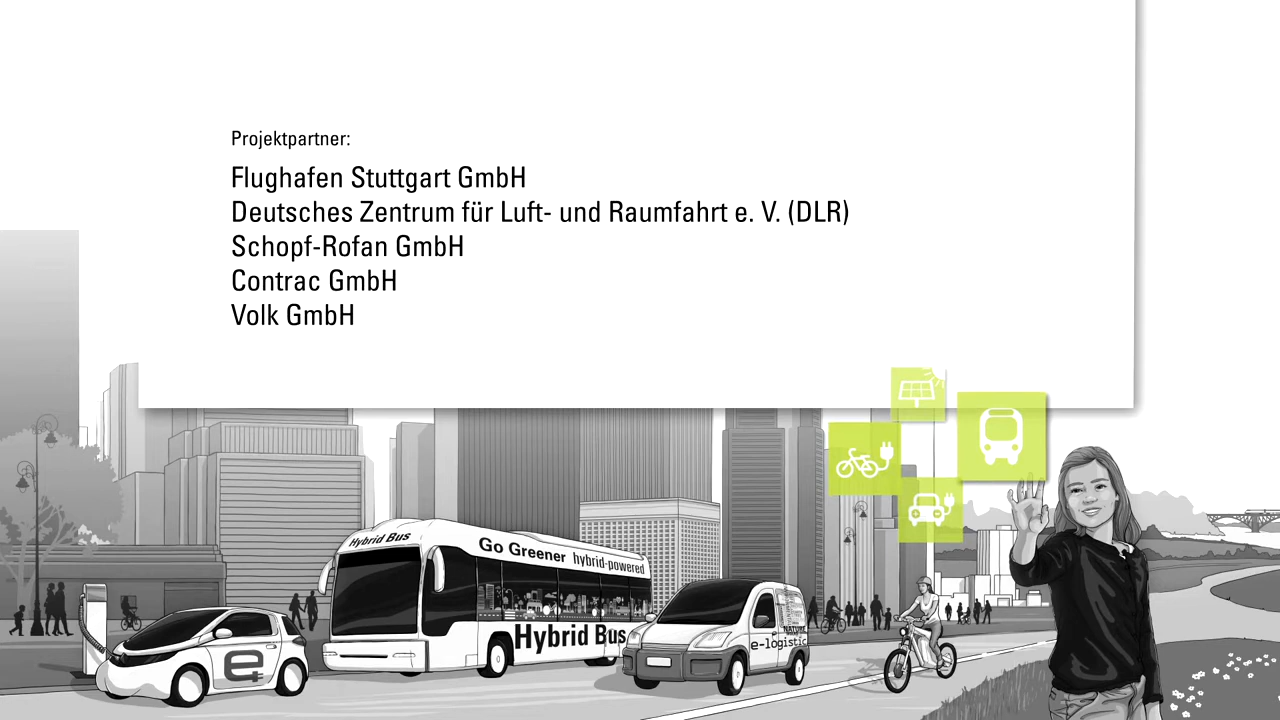 Projektpartner:
Flughafen Stuttgart GmbH
Deutsches Zentrum für Luft- und Raumfahrt e. V. (DLR)
Schopf-Rofan GmbH
Contrac GmbH
Volk GmbH
Hybrid Bus
Go Greener hybrid-powered
Hybrid Bus
NATURE
e-logistic
e